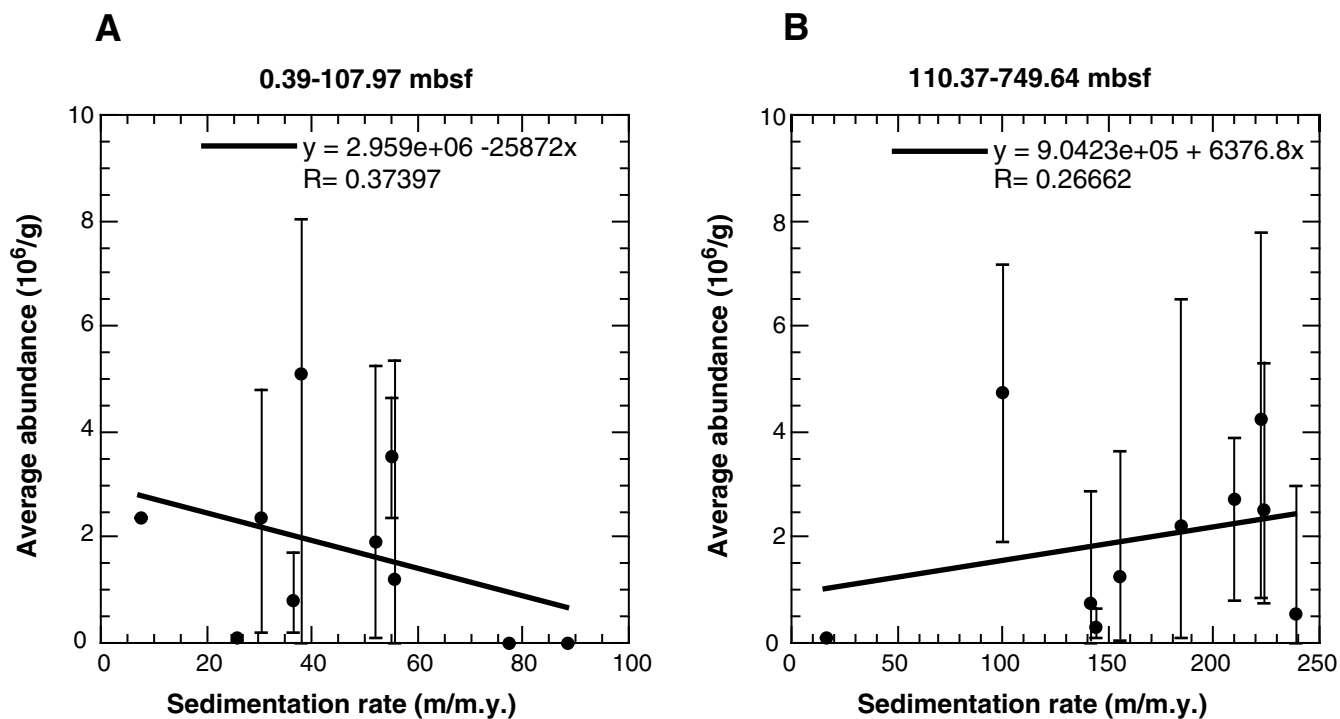 A
0.39-107.97 mbsf
y = 2.959e+06 -25872x
R= 0.37397
Average abundance (10⁶/g)
10
8
6
4
2
0
0 20 40 60 80 100
Sedimentation rate (m/m.y.)
B
110.37-749.64 mbsf
y = 9.0423e+05 + 6376.8x
R= 0.26662
Average abundance (10⁶/g)
10
8
6
4
2
0
0 50 100 150 200 250
Sedimentation rate (m/m.y.)